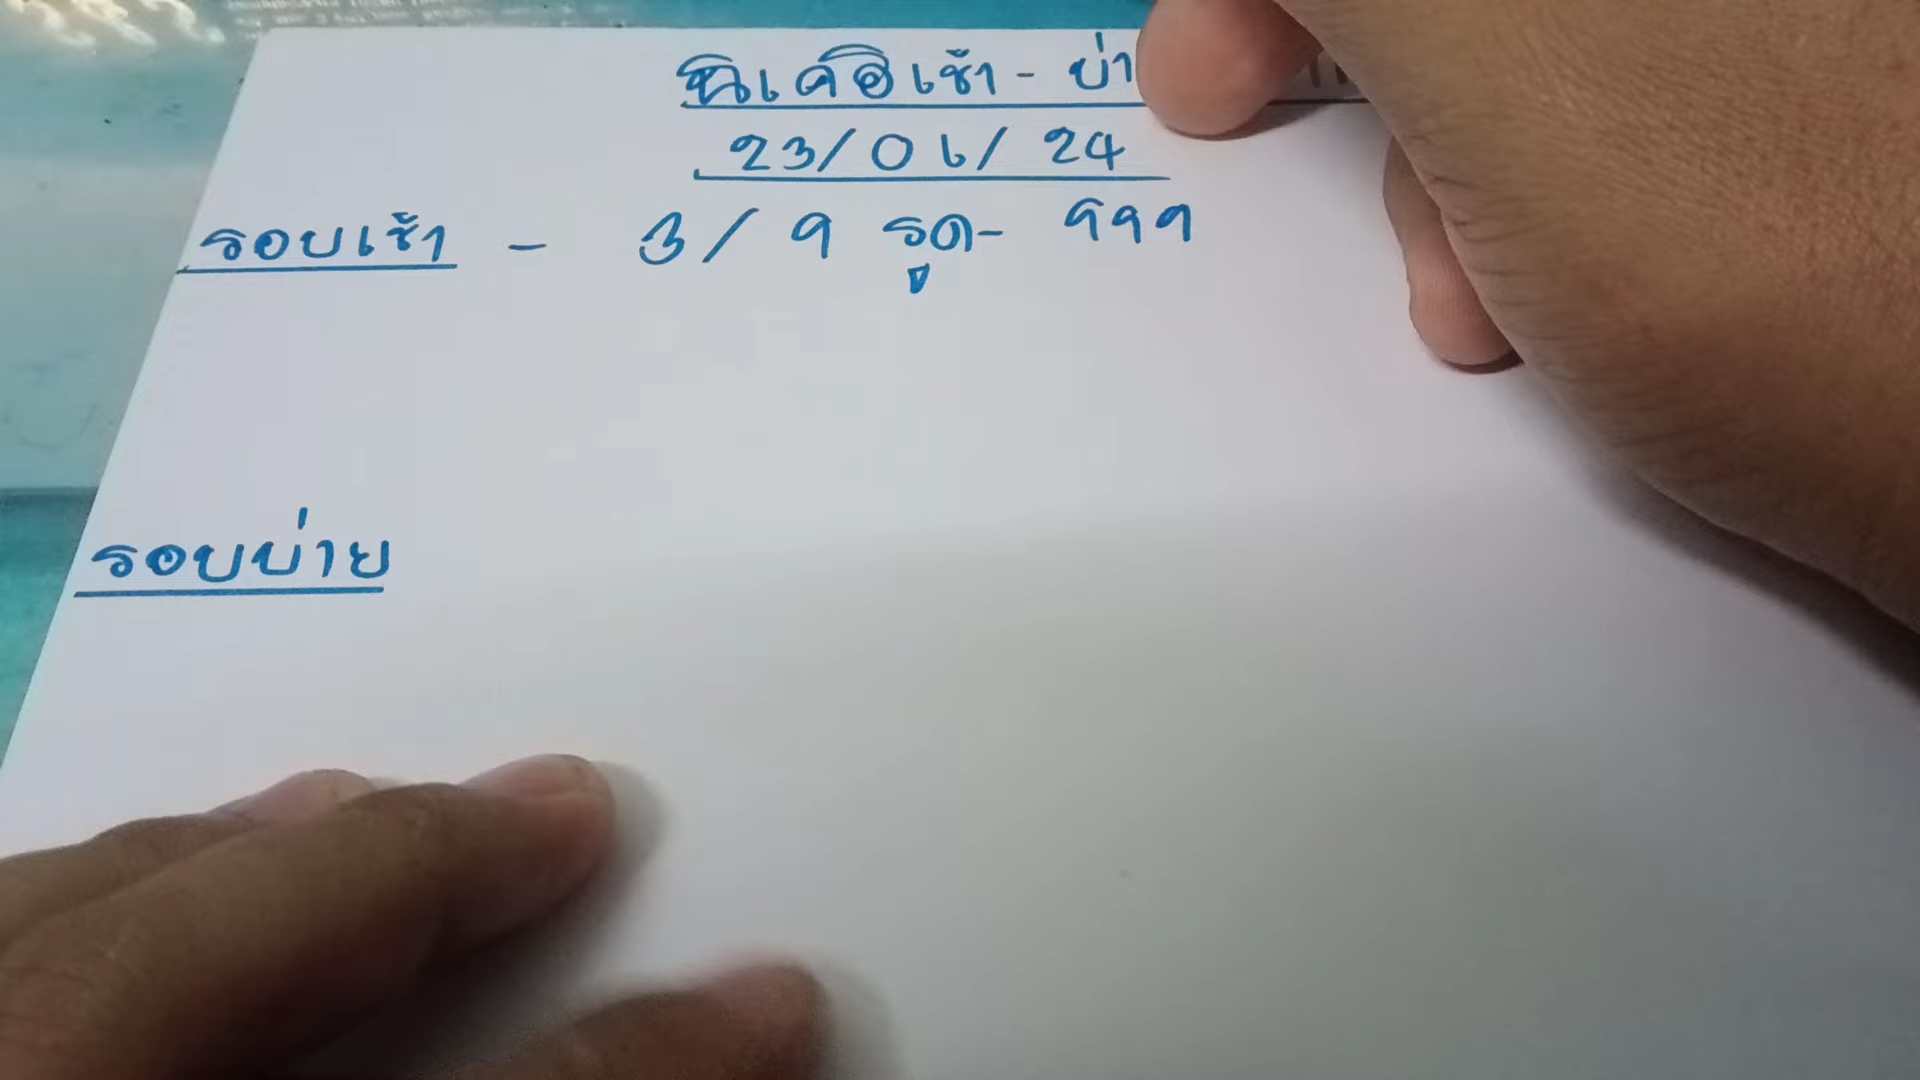 นิเคอิเช้า - บ่า
23/06/24
รอบเช้า - 3/9 รูด- 999
รอบบ่าย